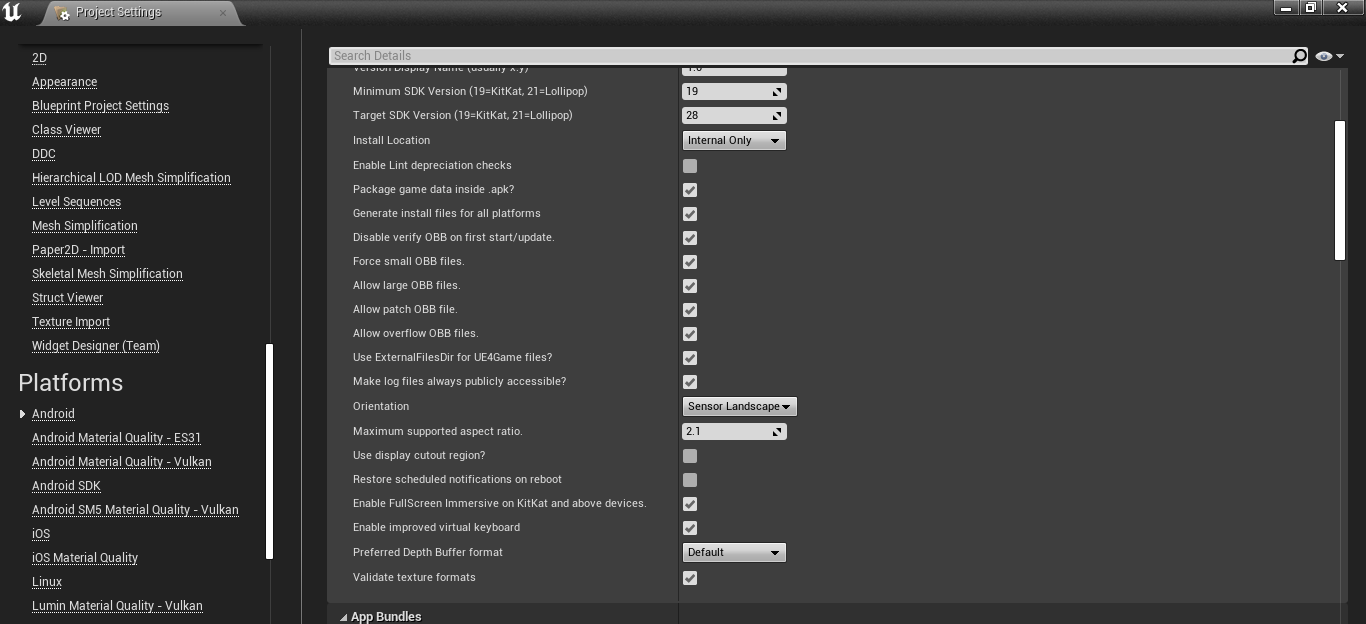 Project Settings
Search Details
2D
Appearance
Blueprint Project Settings
Class Viewer
DDC
Hierarchical LOD Mesh Simplification
Level Sequences
Mesh Simplification
Paper2D - Import
Skeletal Mesh Simplification
Struct Viewer
Texture Import
Widget Designer (Team)
Platforms
Android
Android Material Quality - ES31
Android Material Quality - Vulkan
Android SDK
Android SM5 Material Quality - Vulkan
iOS
iOS Material Quality
Linux
Lumin Material Quality - Vulkan
Version Display Name (usually x.y) 1.0
Minimum SDK Version (19=KitKat, 21=Lollipop) 19
Target SDK Version (19=KitKat, 21=Lollipop) 28
Install Location Internal Only
Enable Lint depreciation checks
Package game data inside .apk?
Generate install files for all platforms
Disable verify OBB on first start/update.
Force small OBB files.
Allow large OBB files.
Allow patch OBB file.
Allow overflow OBB files.
Use ExternalFilesDir for UE4Game files?
Make log files always publicly accessible?
Orientation Sensor Landscape
Maximum supported aspect ratio. 2.1
Use display cutout region?
Restore scheduled notifications on reboot
Enable FullScreen Immersive on KitKat and above devices.
Enable improved virtual keyboard
Preferred Depth Buffer format Default
Validate texture formats
App Bundles